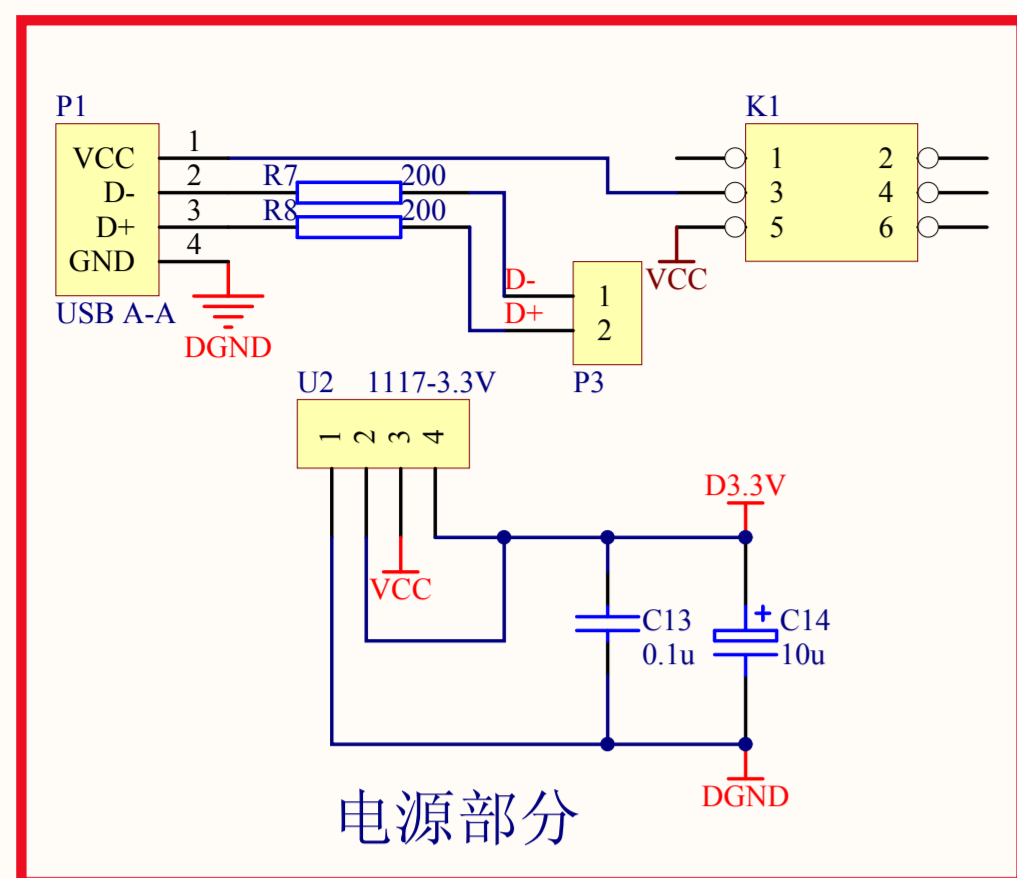 P1
K1
VCC 1
D- 2
D+ 3
GND 4
USB A-A
DGND
R7 200
R8 200
1 2
3 4
5 6
VCC
D- 1
D+ 2
P3
U2 1117-3.3V
1 2 3 4
VCC
D3.3V
C13
0.1u
+ C14
10u
DGND
电源部分